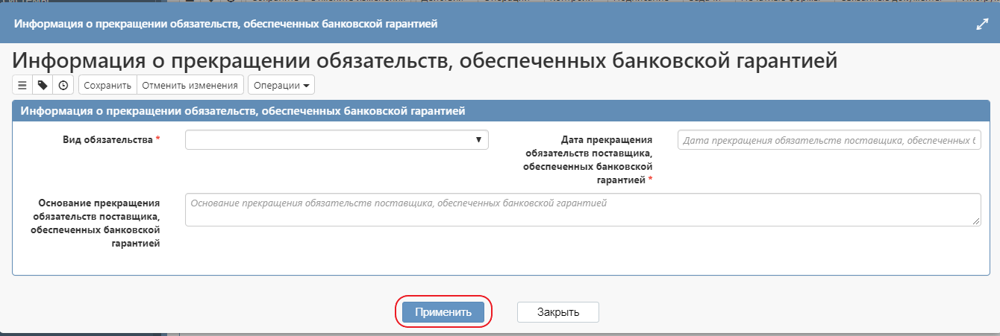 Информация о прекращении обязательств, обеспеченных банковской гарантией
Информация о прекращении обязательств, обеспеченных банковской гарантией
Сохранить Отменить изменения Операции
Информация о прекращении обязательств, обеспеченных банковской гарантией
Вид обязательства *
Дата прекращения
обязательств поставщика,
обеспеченных банковской
гарантией *
Дата прекращения обязательств поставщика, обеспеченных б
Основание прекращения
обязательств поставщика,
обеспеченных банковской
гарантией
Основание прекращения обязательств поставщика, обеспеченных банковской гарантией
Применить Закрыть